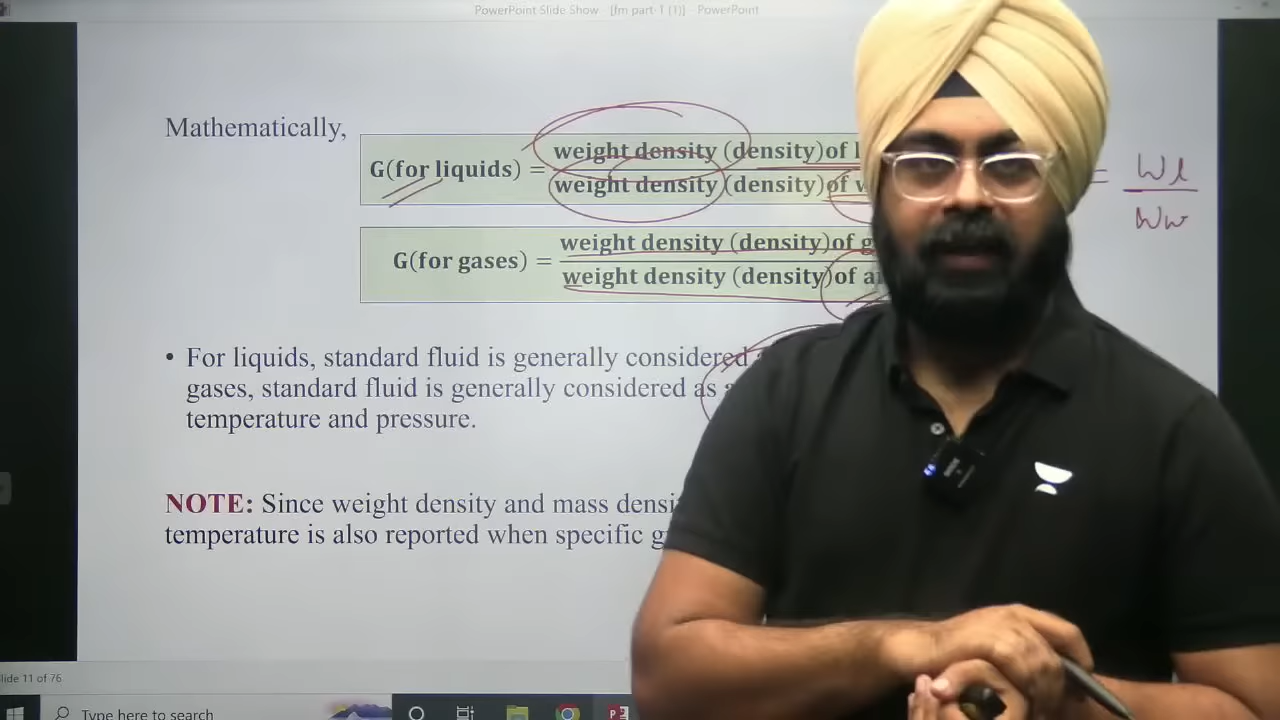 PowerPoint Slide Show - [fm part-1 (1)] - PowerPoint
Mathematically,
G(for liquids) = weight density (density)of
weight density (density)of
= Wl
Ww
G(for gases) = weight density (density)of
weight density (density)of
• For liquids, standard fluid is generally considered
gases, standard fluid is generally considered as
temperature and pressure.
NOTE: Since weight density and mass
temperature is also reported when specific
lide 11 of 76
Type here to search